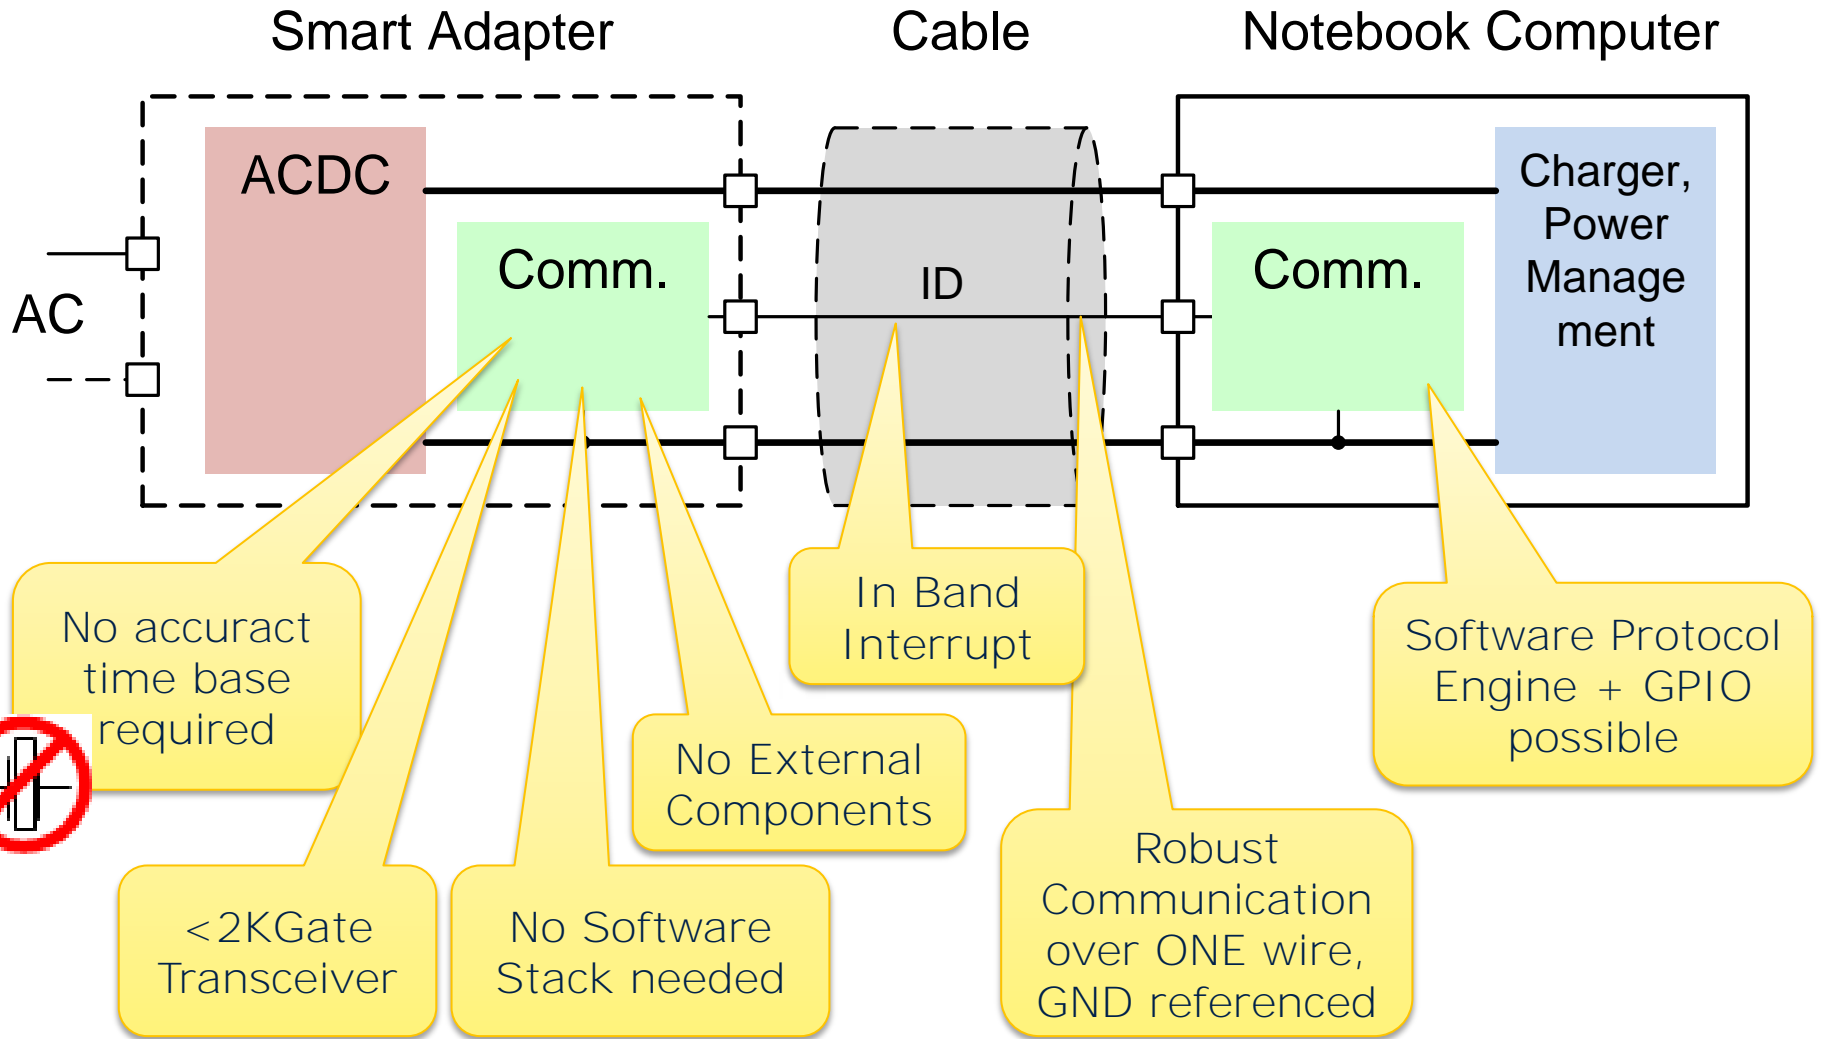 Smart Adapter
Cable
Notebook Computer
ACDC
Charger,
Power
Manage
ment
Comm.
ID
Comm.
AC
No accuract
time base
required
In Band
Interrupt
Software Protocol
Engine + GPIO
possible
No External
Components
<2KGate
Transceiver
No Software
Stack needed
Robust
Communication
over ONE wire,
GND referenced